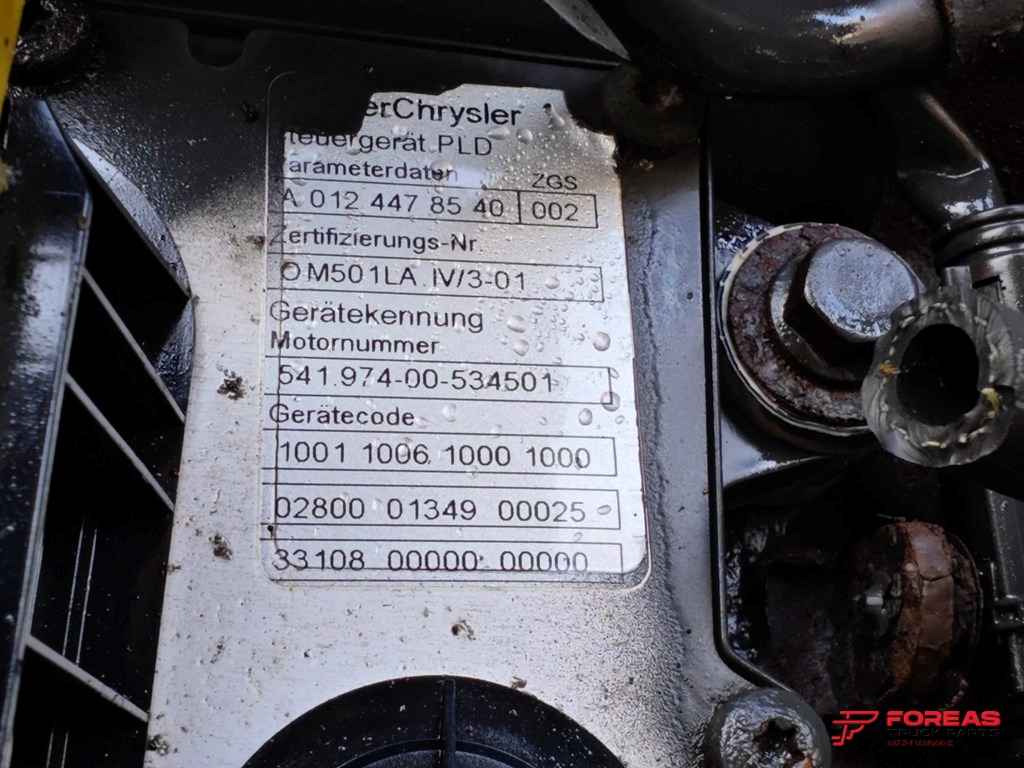 erChrysler
teuergerät PLD
arameterdaten ZGS
A 012 447 85 40 002
Zertifizierungs-Nr.
OM501LA IV/3-01
Gerätekennung
Motornummer
541.974-00-534501
Gerätecode
1001 1006 1000 1000
02800 01349 00025
33108 00000 00000
FOREAS
TRUCK PARTS
ΧΑΤΖΗΓΙΑΝΝΑΚΗΣ